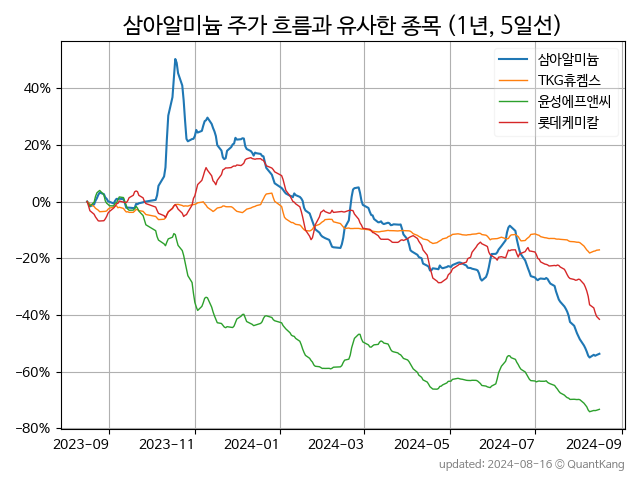 삼아알미늄 주가 흐름과 유사한 종목 (1년, 5일선)
삼아알미늄
TKG휴켐스
윤성에프앤씨
롯데케미칼
40%
20%
0%
−20%
−40%
−60%
−80%
2023-09 2023-11 2024-01 2024-03 2024-05 2024-07 2024-09
updated: 2024-08-16 © QuantKang